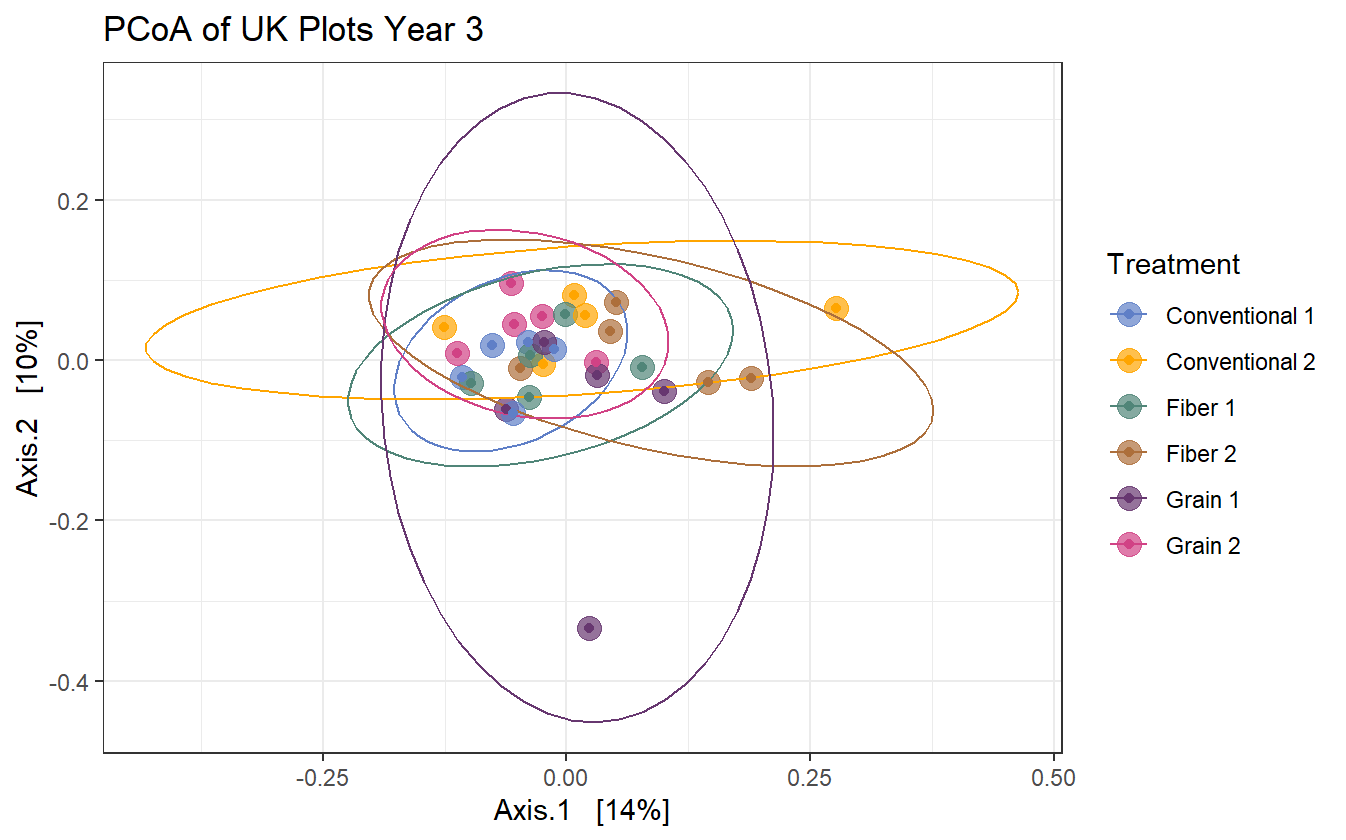 PCoA of UK Plots Year 3
0.2
0.0
-0.2
-0.4
Axis.2 [10%]
-0.25 0.00 0.25 0.50
Axis.1 [14%]
Treatment
Conventional 1
Conventional 2
Fiber 1
Fiber 2
Grain 1
Grain 2